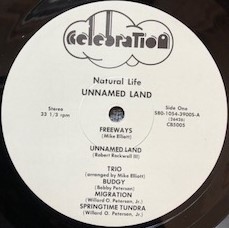 Celebration
Natural Life
UNNAMED LAND
Stereo
33 1/3 rpm
Side One
SR0-1054-39005-A
(36436)
CB5005
FREEWAYS
(Mike Elliott)
UNNAMED LAND
(Robert Rockwell III)
TRIO
(arranged by Mike Elliott)
BUDGY
(Bobby Peterson)
MIGRATION
(Willard O. Peterson, Jr.)
SPRINGTIME TUNDRA
(Willard O. Peterson, Jr.)